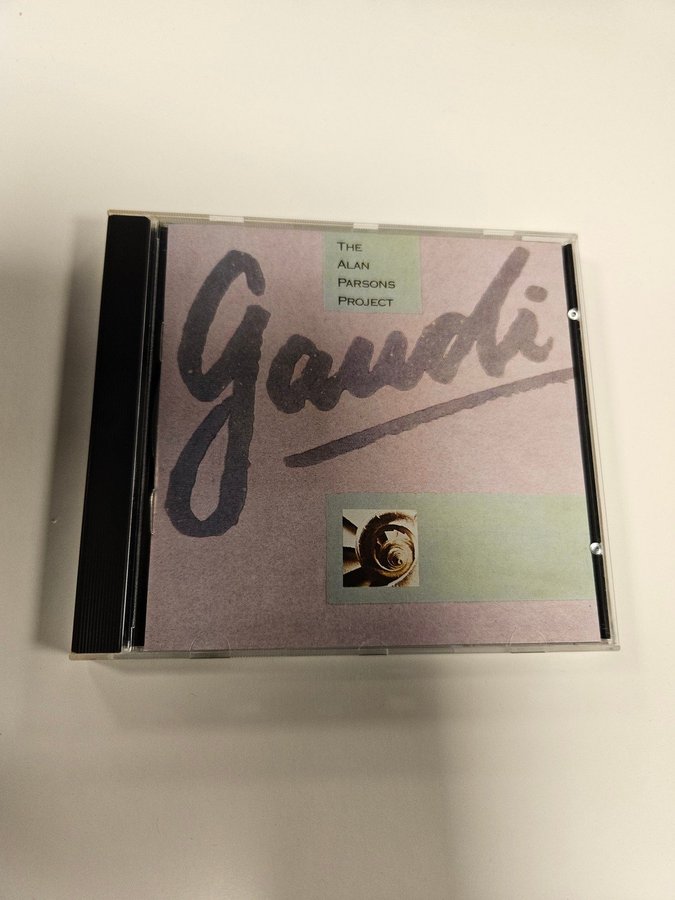 The
Alan
Parsons
Project
gaudi